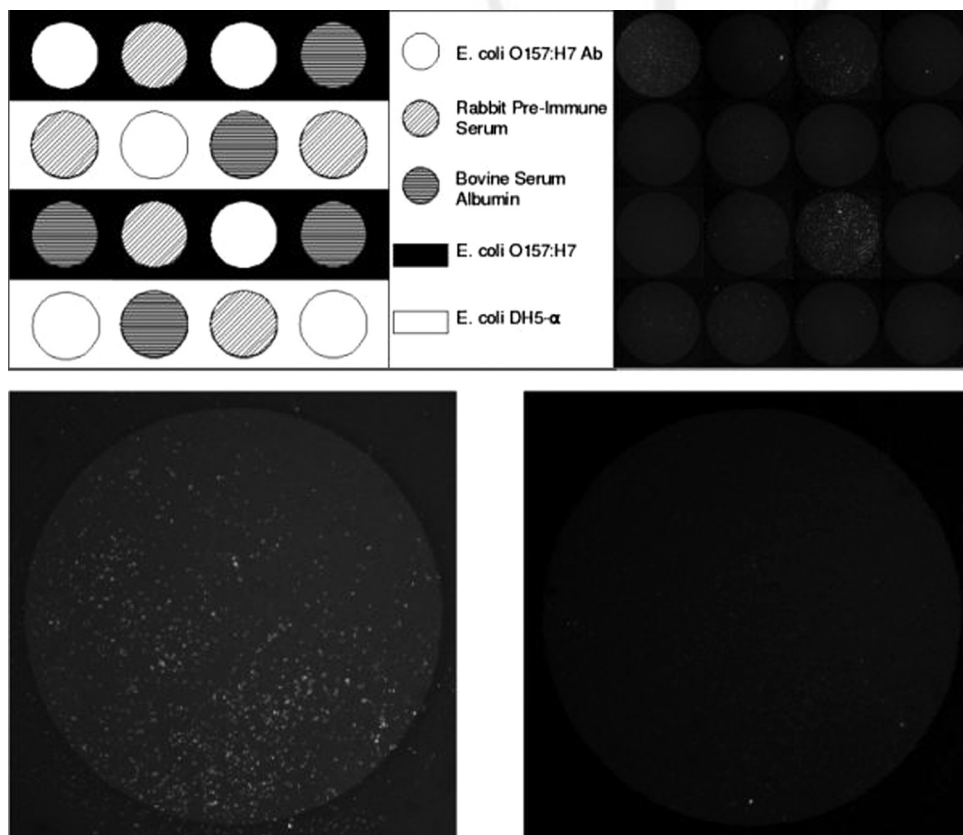 E. coli O157:H7 Ab
Rabbit Pre-Immune
Serum
Bovine Serum
Albumin
E. coli O157:H7
E. coli DH5-α